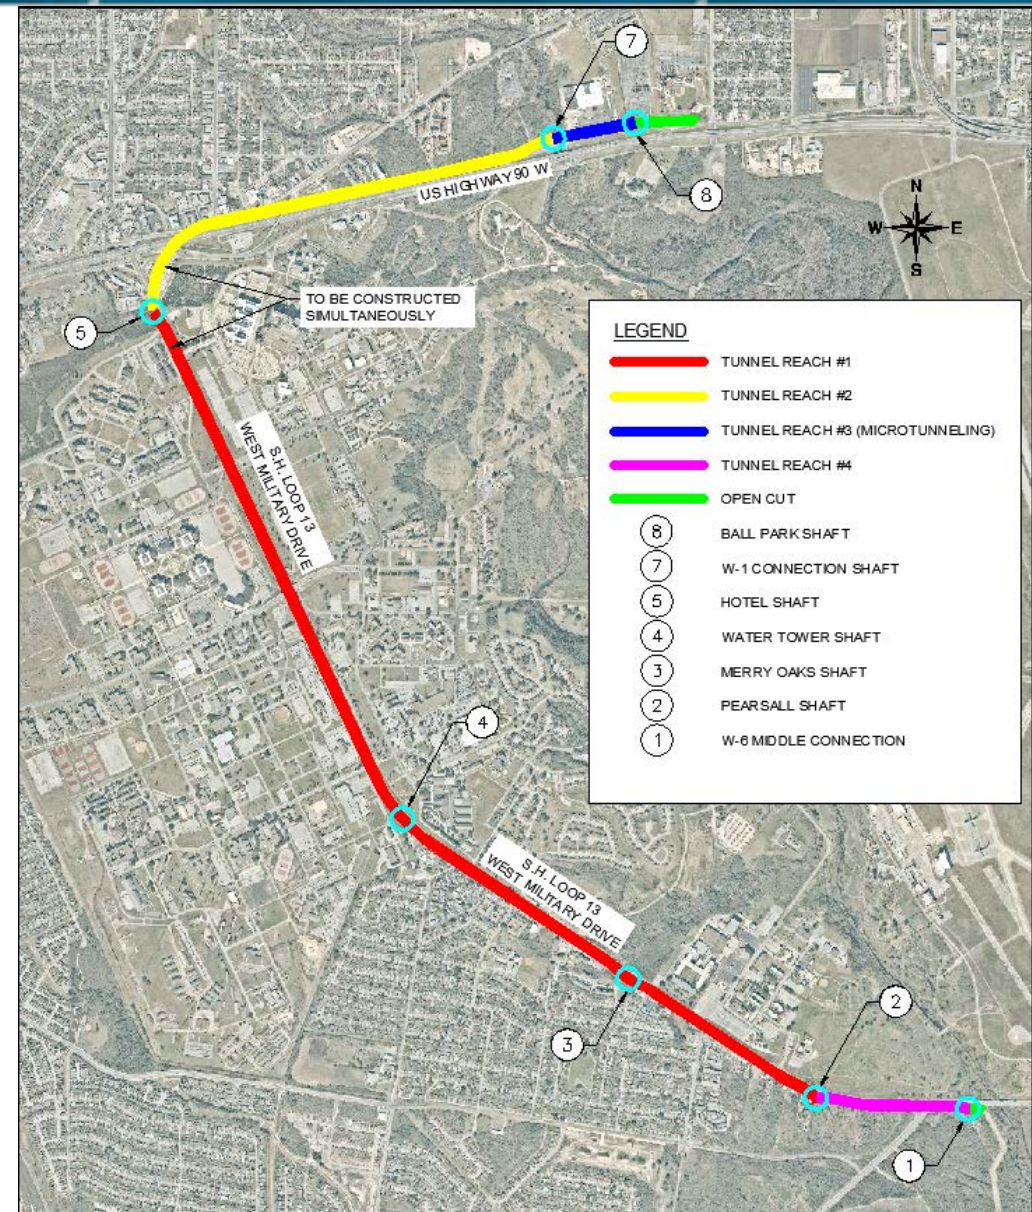 7
US HIGHWAY 90 W
8
N
W E
S
TO BE CONSTRUCTED
SIMULTANEOUSLY
5
LEGEND
TUNNEL REACH #1
TUNNEL REACH #2
TUNNEL REACH #3 (MICROTUNNELING)
TUNNEL REACH #4
OPEN CUT
8 BALL PARK SHAFT
7 W-1 CONNECTION SHAFT
5 HOTEL SHAFT
4 WATER TOWER SHAFT
3 MERRY OAKS SHAFT
2 PEARSALL SHAFT
1 W-6 MIDDLE CONNECTION
S.H. LOOP 13
WEST MILITARY DRIVE
4
S.H. LOOP 13
WEST MILITARY DRIVE
2
3
1